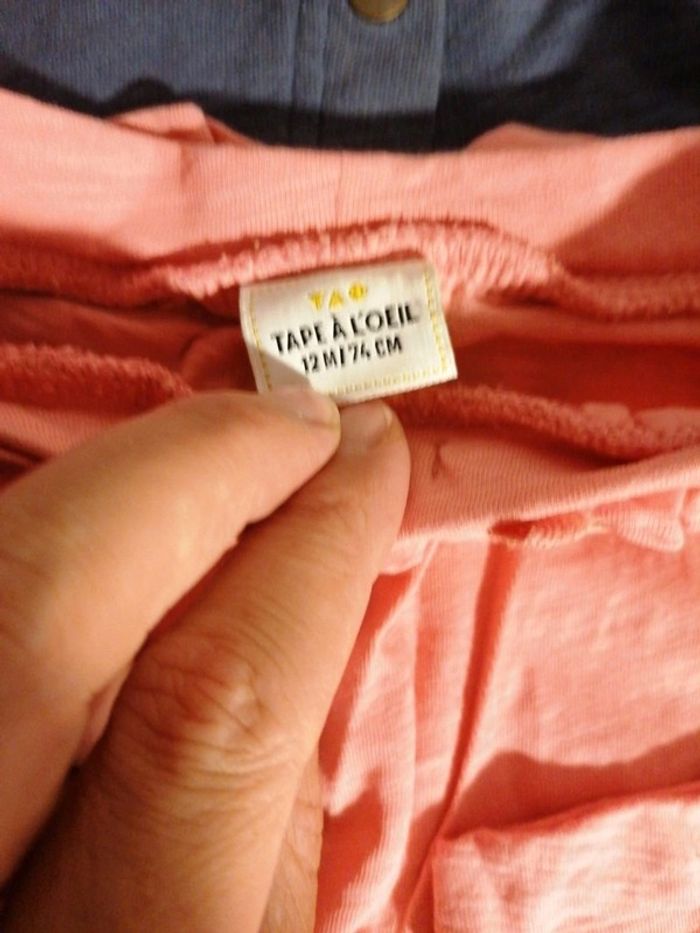 TAO
TAPE À L'OEIL
12 M / 74 CM